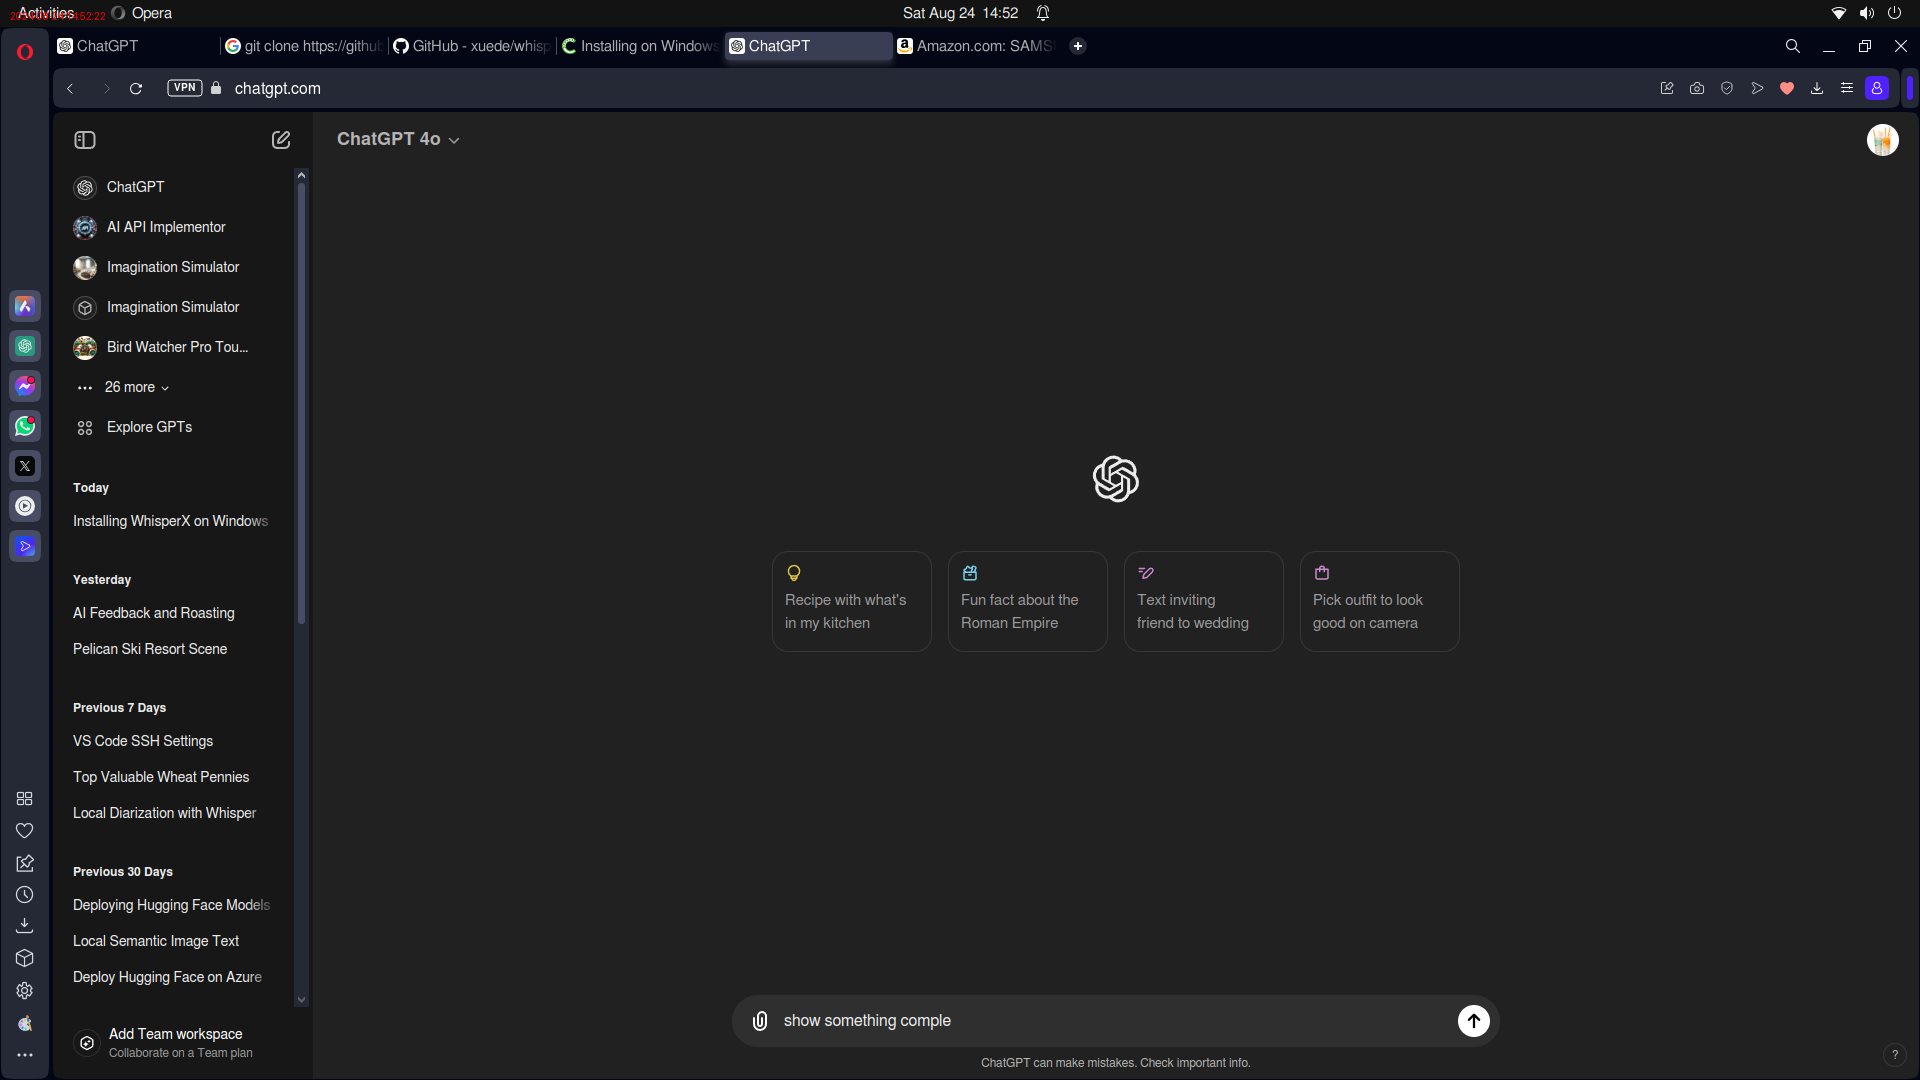 Activities
Opera
Sat Aug 24 14:52
ChatGPT
git clone https://githu
GitHub - xuede/whisp
Installing on Windows
ChatGPT
Amazon.com: SAMS
VPN
chatgpt.com
ChatGPT 4o
ChatGPT
AI API Implementor
Imagination Simulator
Imagination Simulator
Bird Watcher Pro Tou...
26 more
Explore GPTs
Today
Installing WhisperX on Windows
Yesterday
AI Feedback and Roasting
Pelican Ski Resort Scene
Previous 7 Days
VS Code SSH Settings
Top Valuable Wheat Pennies
Local Diarization with Whisper
Previous 30 Days
Deploying Hugging Face Models
Local Semantic Image Text
Deploy Hugging Face on Azure
Add Team workspace
Collaborate on a Team plan
Recipe with what's
in my kitchen
Fun fact about the
Roman Empire
Text inviting
friend to wedding
Pick outfit to look
good on camera
show something comple
ChatGPT can make mistakes. Check important info.
?